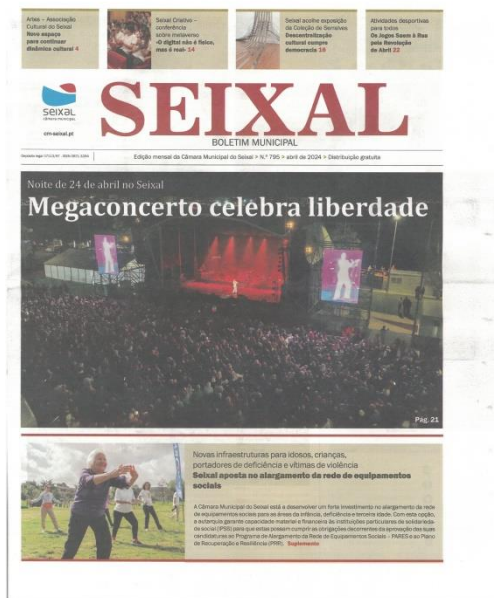 Artes – Associação
Cultural do Seixal
Novo espaço
para continuar
dinâmica cultural 4
Seixal Criativo –
conferência
sobre metaverso
«O digital não é físico,
mas é real» 14
Seixal acolhe exposição
da Coleção de Serralves
Descentralização
cultural cumpre
democracia 18
Atividades desportivas
para todos
Os Jogos Saem à Rua
pela Revolução
de Abril 22
seixal
câmara municipal
cm-seixal.pt
SEIXAL
BOLETIM MUNICIPAL
Edição mensal da Câmara Municipal do Seixal > N.º 795 > abril de 2024 > Distribuição gratuita
Noite de 24 de abril no Seixal
Megaconcerto celebra liberdade
Pág. 21
Novas infraestruturas para idosos, crianças,
portadores de deficiência e vítimas de violência
Seixal aposta no alargamento da rede de equipamentos
sociais
A Câmara Municipal do Seixal está a desenvolver um forte investimento no alargamento da rede
de equipamentos sociais para as áreas da infância, deficiência e terceira idade. Com esta opção,
a autarquia garante capacidade material e financeira às instituições particulares de solidarieda-
de social (IPSS) para que estas possam cumprir as obrigações decorrentes da aprovação das suas
candidaturas ao Programa de Alargamento da Rede de Equipamentos Sociais – PARES e ao Plano
de Recuperação e Resiliência (PRR). Suplemento